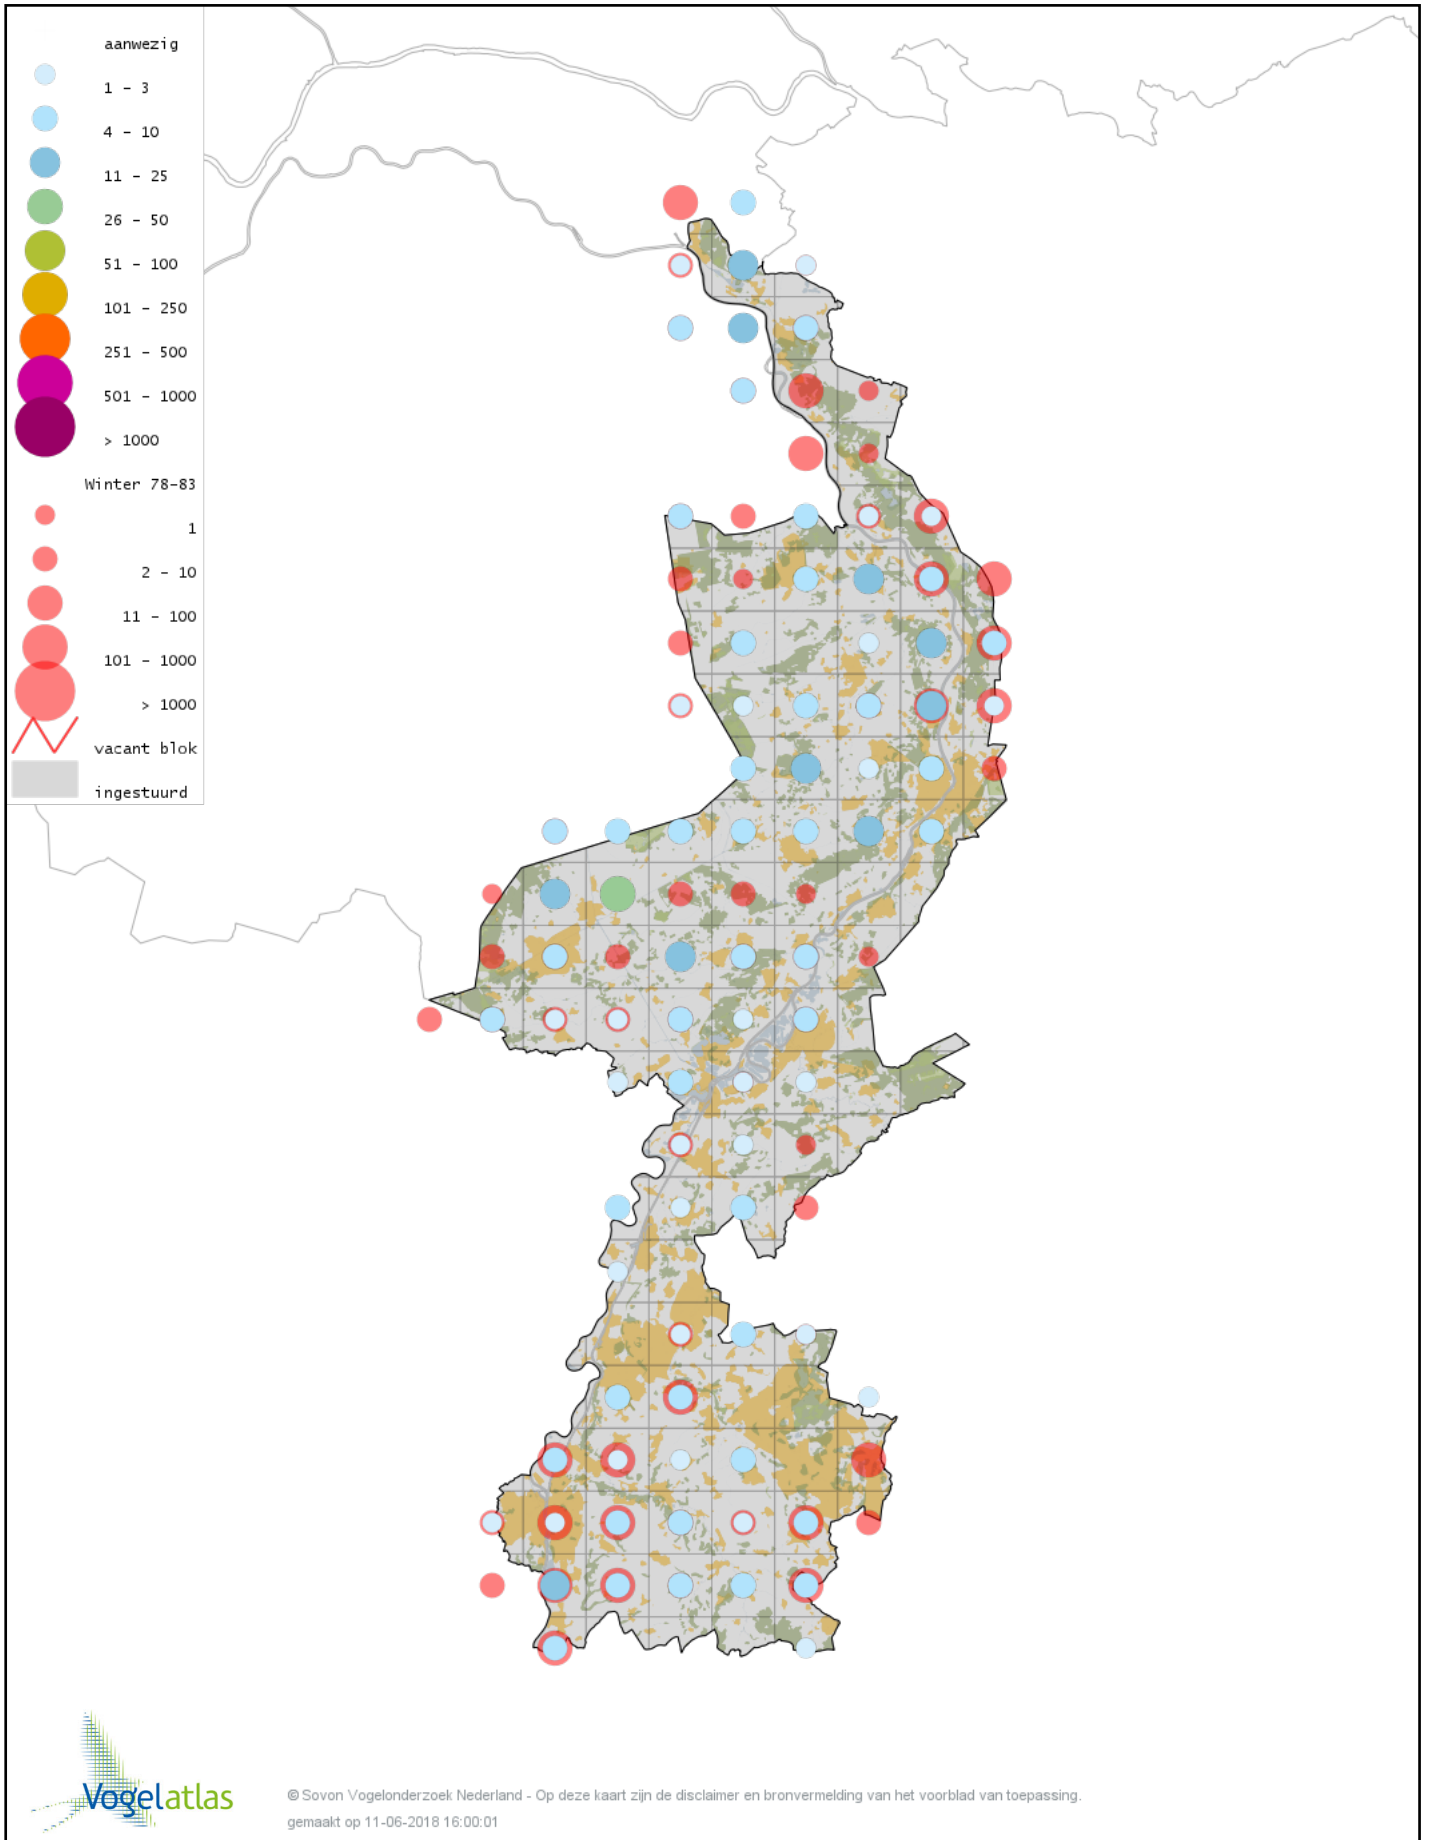 aanwezig
1 – 3
4 – 10
11 – 25
26 – 50
51 – 100
101 – 250
251 – 500
501 – 1000
> 1000
Winter 78–83
1
2 – 10
11 – 100
101 – 1000
> 1000
vacant blok
ingestuurd
Vogelatlas
© Sovon Vogelonderzoek Nederland - Op deze kaart zijn de disclaimer en bronvermelding van het voorblad van toepassing.
gemaakt op 11-06-2018 16:00:01